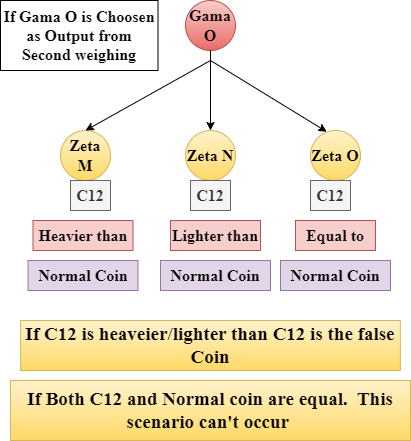 If Gama O is Choosen
as Output from
Second weighing
Gama
O
Zeta
M
Zeta N
Zeta O
C12
C12
C12
Heavier than
Lighter than
Equal to
Normal Coin
Normal Coin
Normal Coin
If C12 is heaveier/lighter than C12 is the false
Coin
If Both C12 and Normal coin are equal. This
scenario can't occur